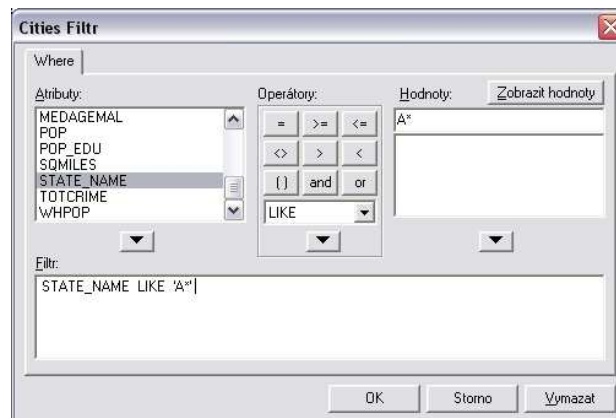 Cities Filtr
Where
Atributy:
MEDAGEMAL
POP
POP_EDU
SQMILES
STATE_NAME
TOTCRIME
WHPOP
Operátory:
= >= <=
<> > <
() and or
LIKE
Hodnoty:
Zobrazit hodnoty
A*
Filtr:
STATE_NAME LIKE 'A*'
OK Storno Vymazat